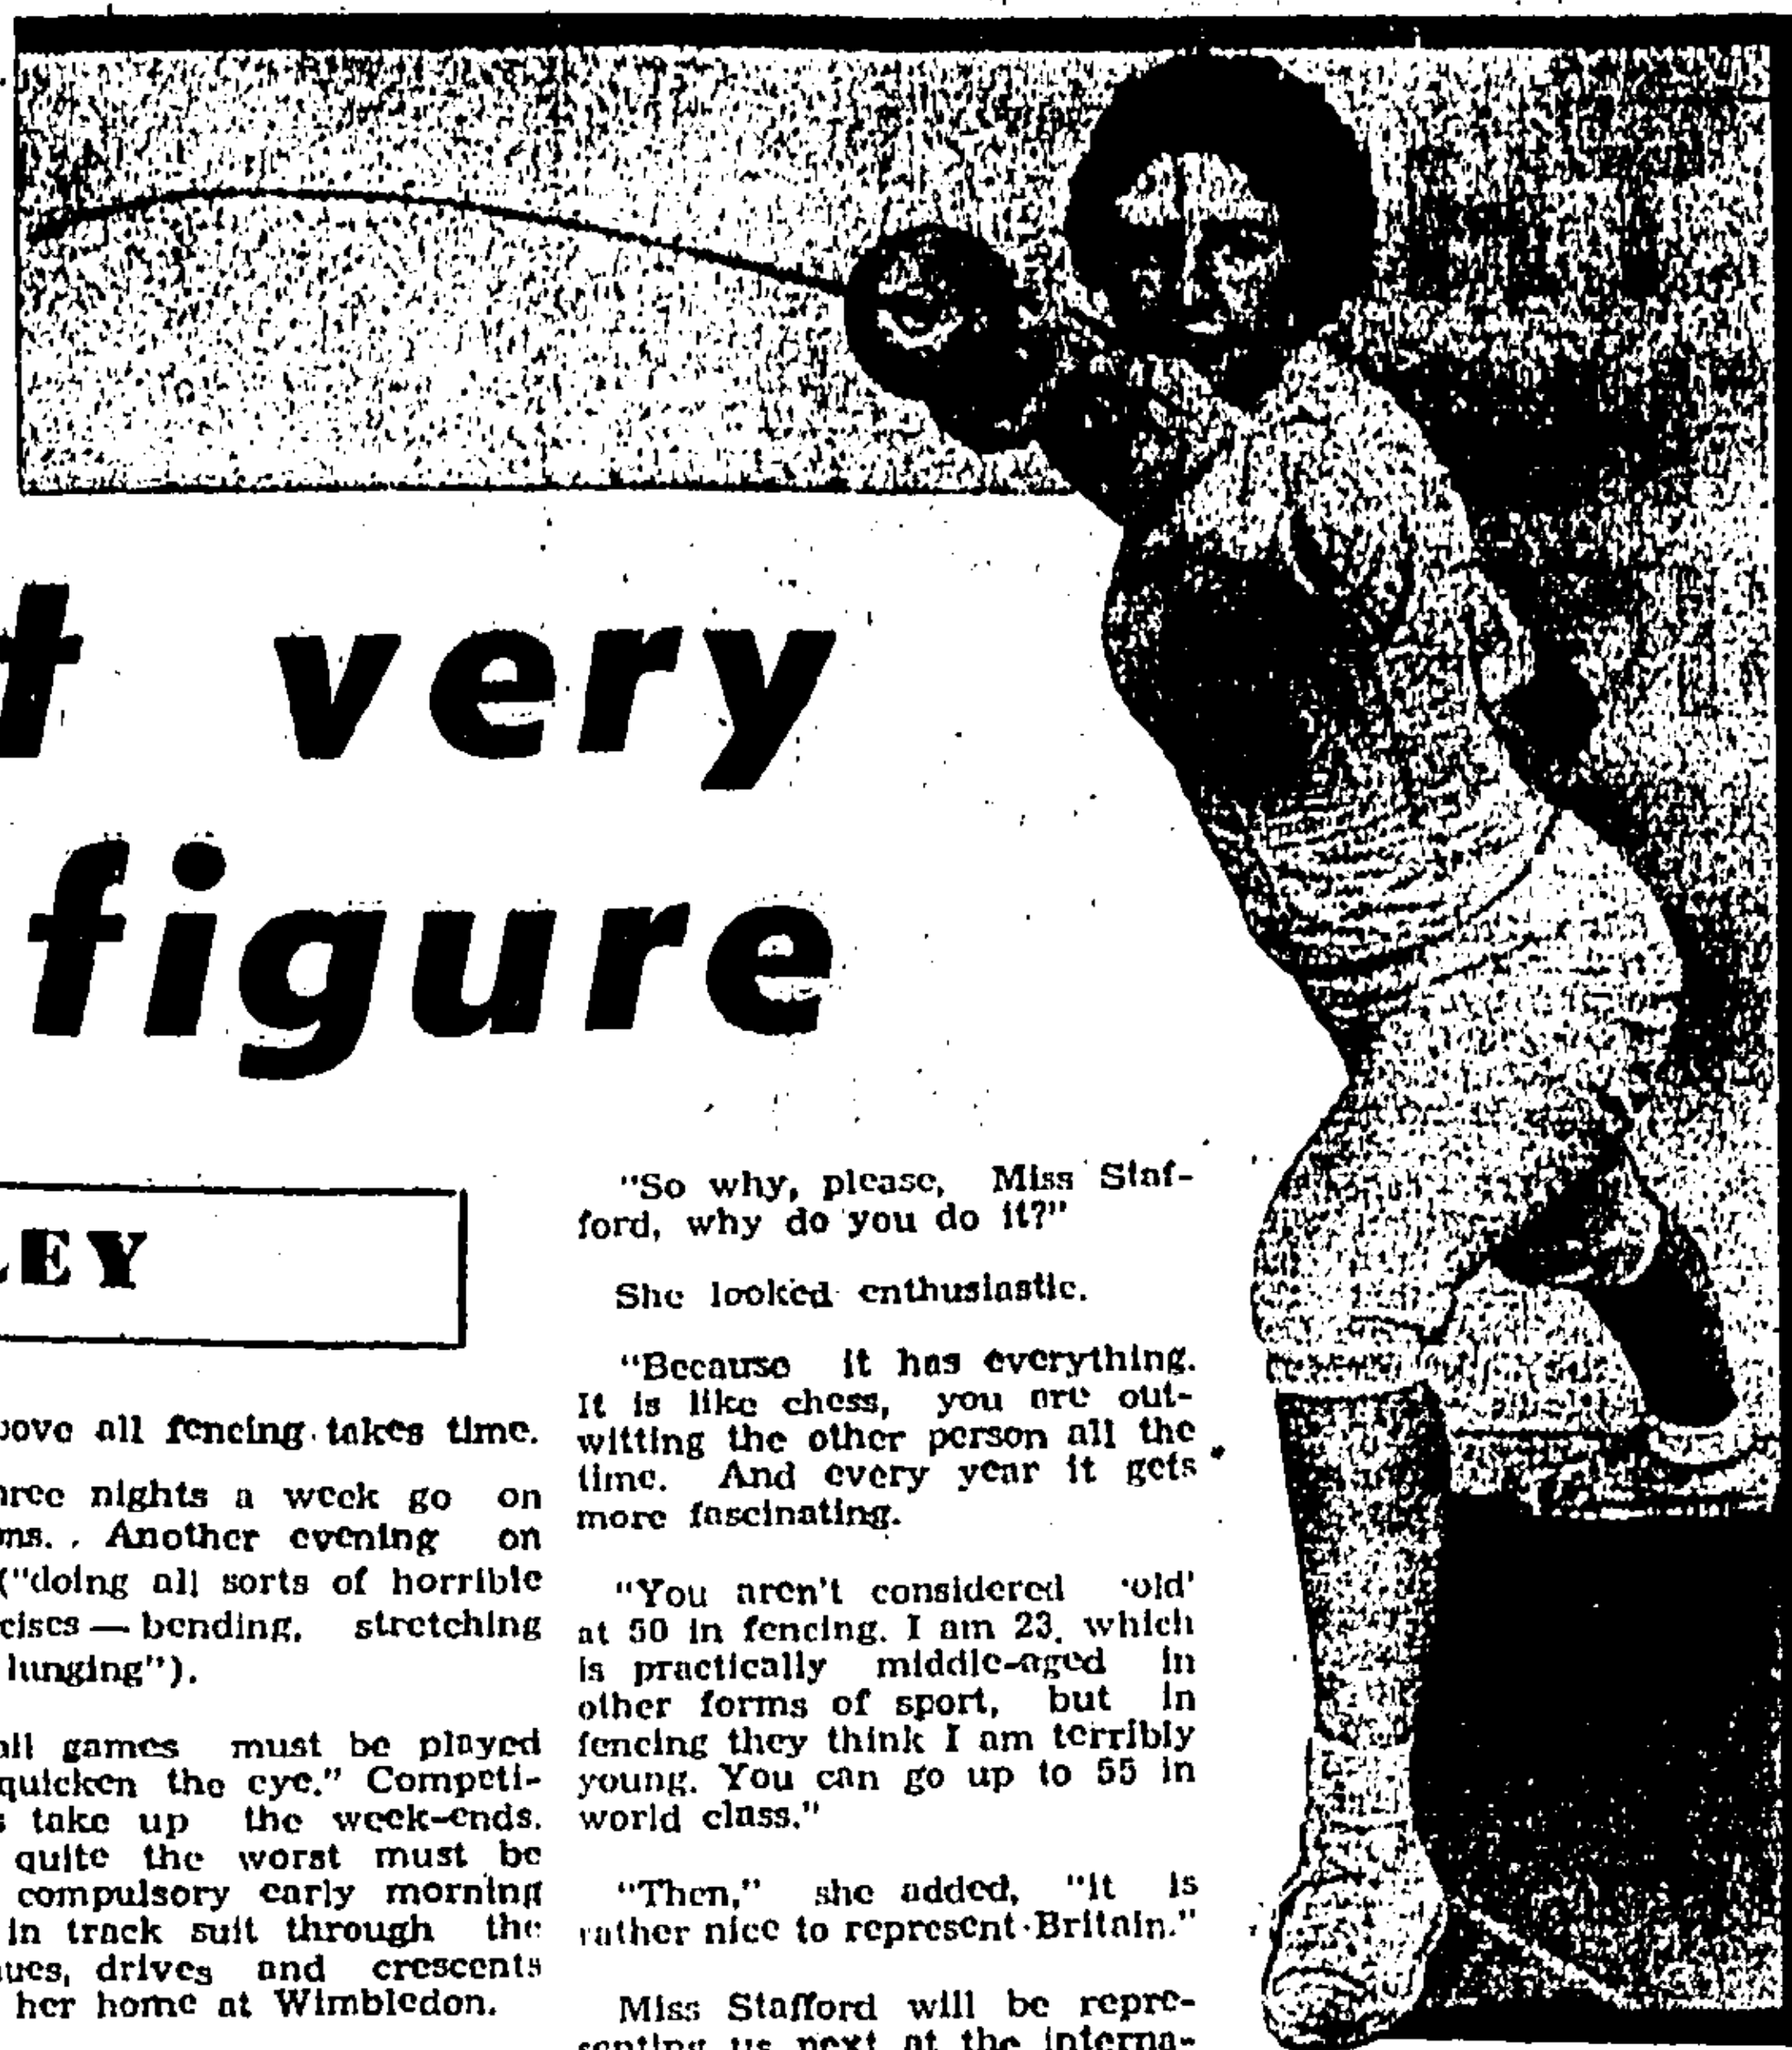 t very
figure
LEY
bove all fencing takes time.
hree nights a week go on
ms. Another evening on
("doing all sorts of horrible
cises — bending, stretching
lunging").
all games must be played
quicken the eye." Competi-
s take up the week-ends.
quite the worst must be
compulsory early morning
in track suit through the
ues, drives and crescents
her home at Wimbledon.
"So why, please, Miss Staf-
ford, why do you do it?"
She looked enthusiastic.
"Because it has everything.
It is like chess, you are out-
witting the other person all the
time. And every year it gets
more fascinating.
"You aren't considered 'old'
at 50 in fencing. I am 23, which
is practically middle-aged in
other forms of sport, but in
fencing they think I am terribly
young. You can go up to 55 in
world class."
"Then," she added, "it is
rather nice to represent Britain."
Miss Stafford will be repre-
senting us next at the interna-